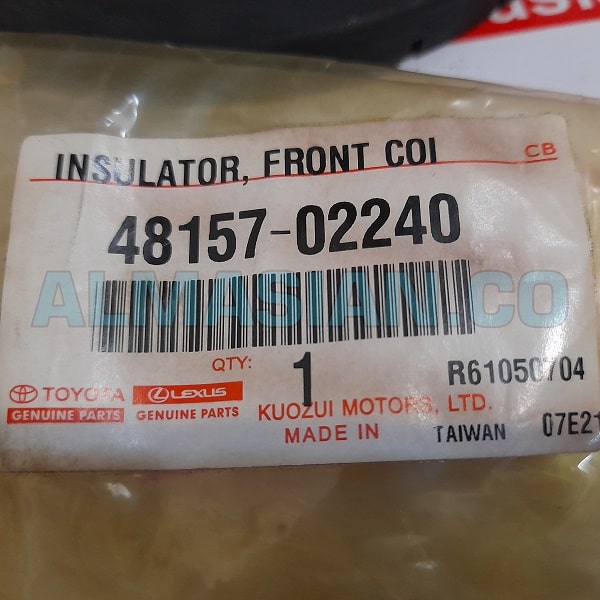 INSULATOR, FRONT COI
CB
48157-02240
ALMASIAN.CO
QTY: 1
R61050704
TOYOTA
GENUINE PARTS
LEXUS
GENUINE PARTS
KUOZUI MOTORS, LTD.
MADE IN TAIWAN
07E21